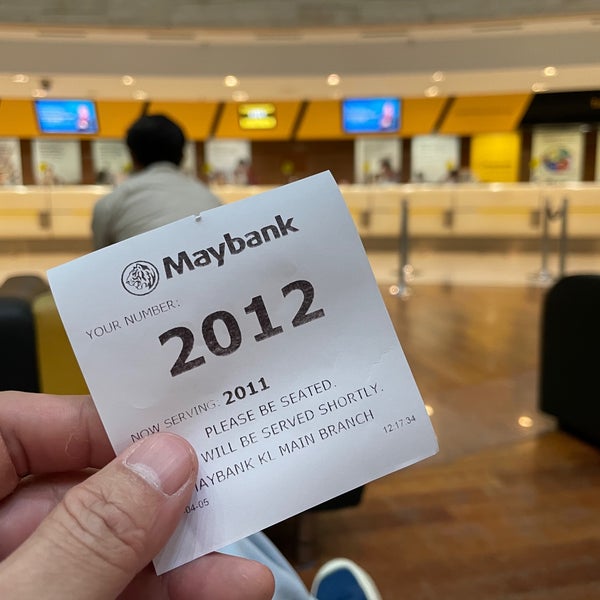 Maybank
YOUR NUMBER:
2012
NOW SERVING: 2011
PLEASE BE SEATED.
WILL BE SERVED SHORTLY.
MAYBANK KL MAIN BRANCH
-04-05
12:17:34